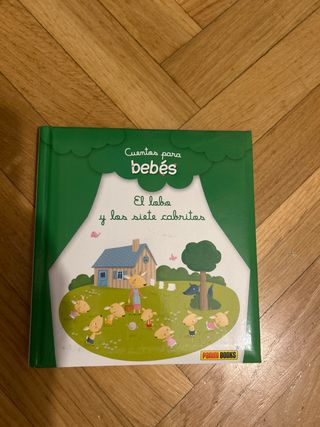 Cuentos para
bebés
El lobo
y los siete cabritos
PANINI BOOKS